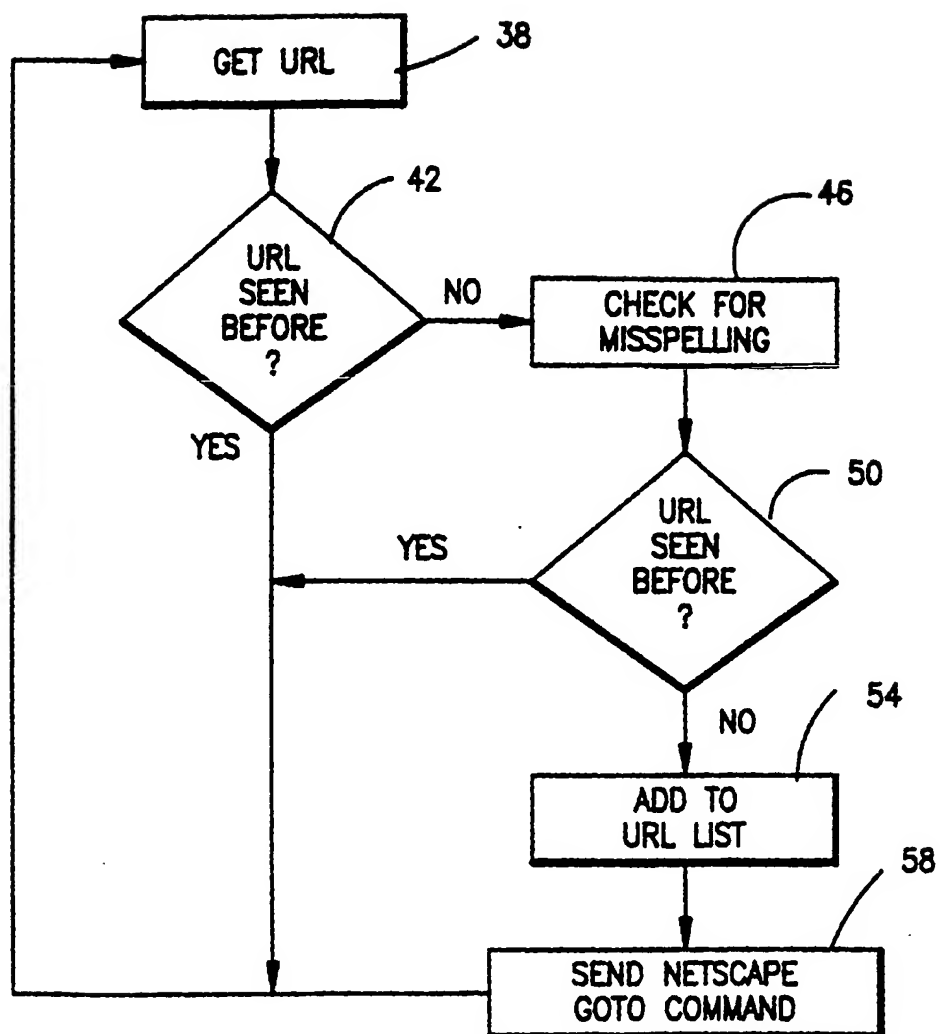 GET URL
38
42
URL
SEEN
BEFORE
?
NO
YES
46
CHECK FOR
MISSPELLING
50
URL
SEEN
BEFORE
?
YES
NO
54
ADD TO
URL LIST
58
SEND NETSCAPE
GOTO COMMAND